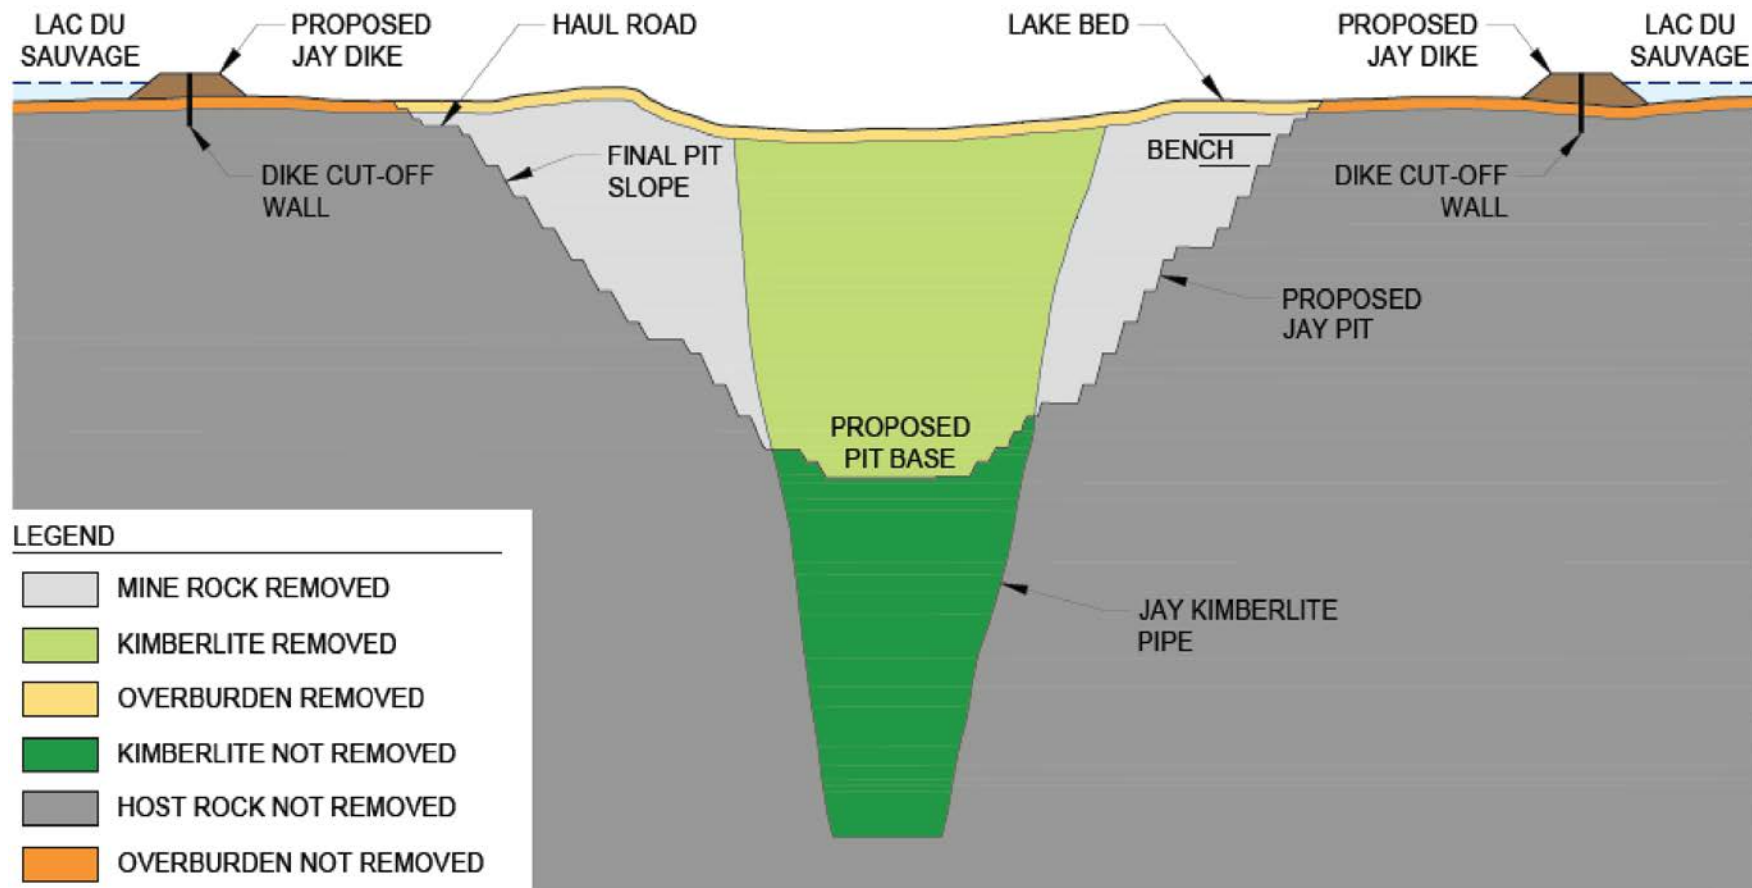 LAC DU
SAUVAGE
PROPOSED
JAY DIKE
HAUL ROAD
LAKE BED
PROPOSED
JAY DIKE
LAC DU
SAUVAGE
DIKE CUT-OFF
WALL
FINAL PIT
SLOPE
BENCH
DIKE CUT-OFF
WALL
PROPOSED
JAY PIT
PROPOSED
PIT BASE
JAY KIMBERLITE
PIPE
LEGEND
MINE ROCK REMOVED
KIMBERLITE REMOVED
OVERBURDEN REMOVED
KIMBERLITE NOT REMOVED
HOST ROCK NOT REMOVED
OVERBURDEN NOT REMOVED